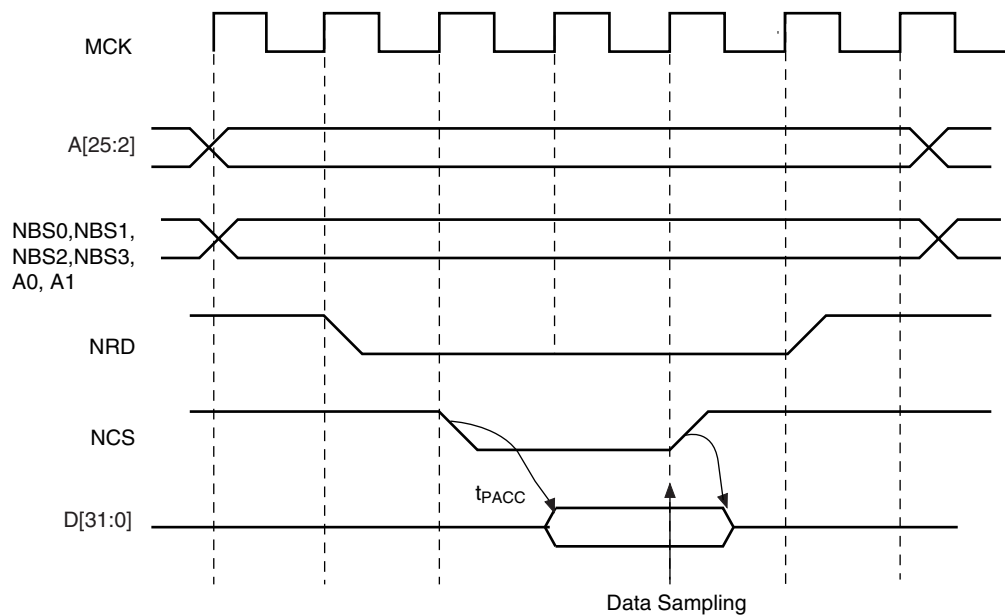 MCK
A[25:2]
NBS0,NBS1,
NBS2,NBS3,
A0, A1
NRD
NCS
tPACC
D[31:0]
Data Sampling